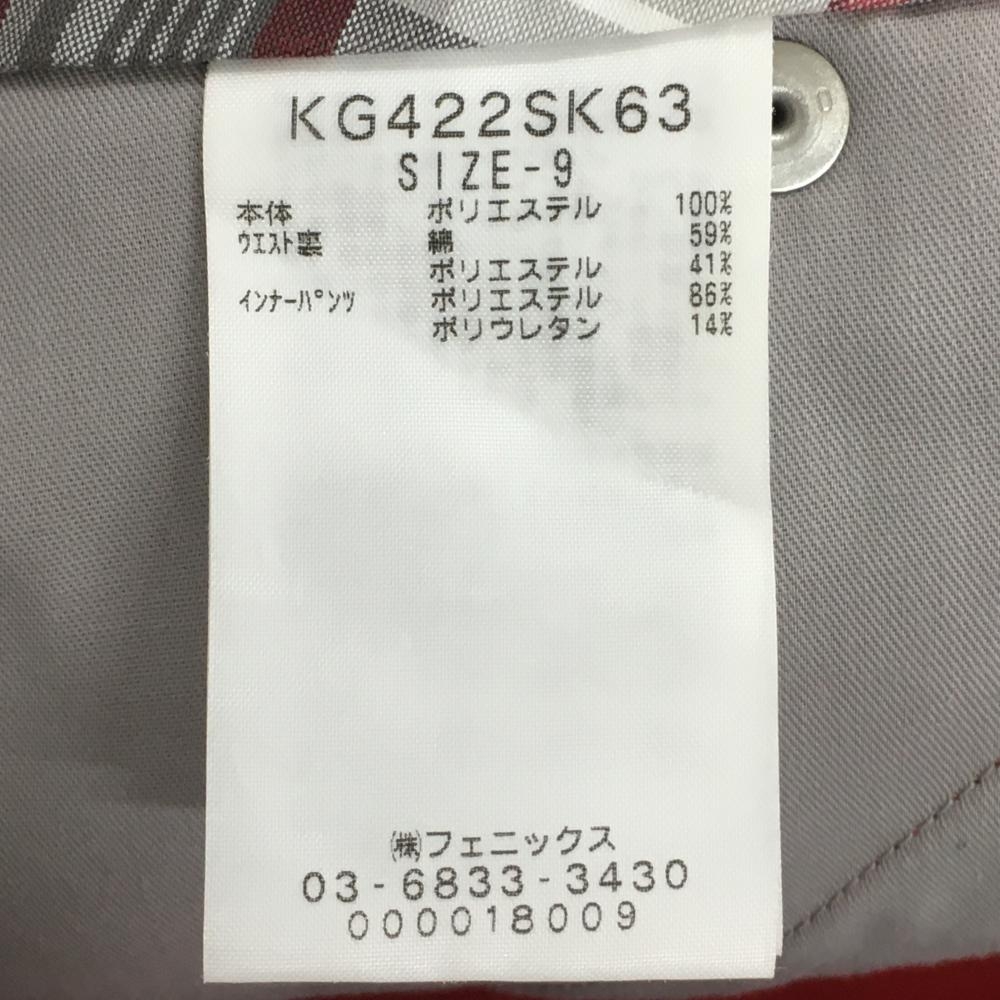 KG422SK63
SIZE-9
本体 ポリエステル 100%
ウエスト裏 綿 59%
ポリエステル 41%
インナーパンツ ポリエステル 86%
ポリウレタン 14%
㈱フェニックス
03-6833-3430
000018009